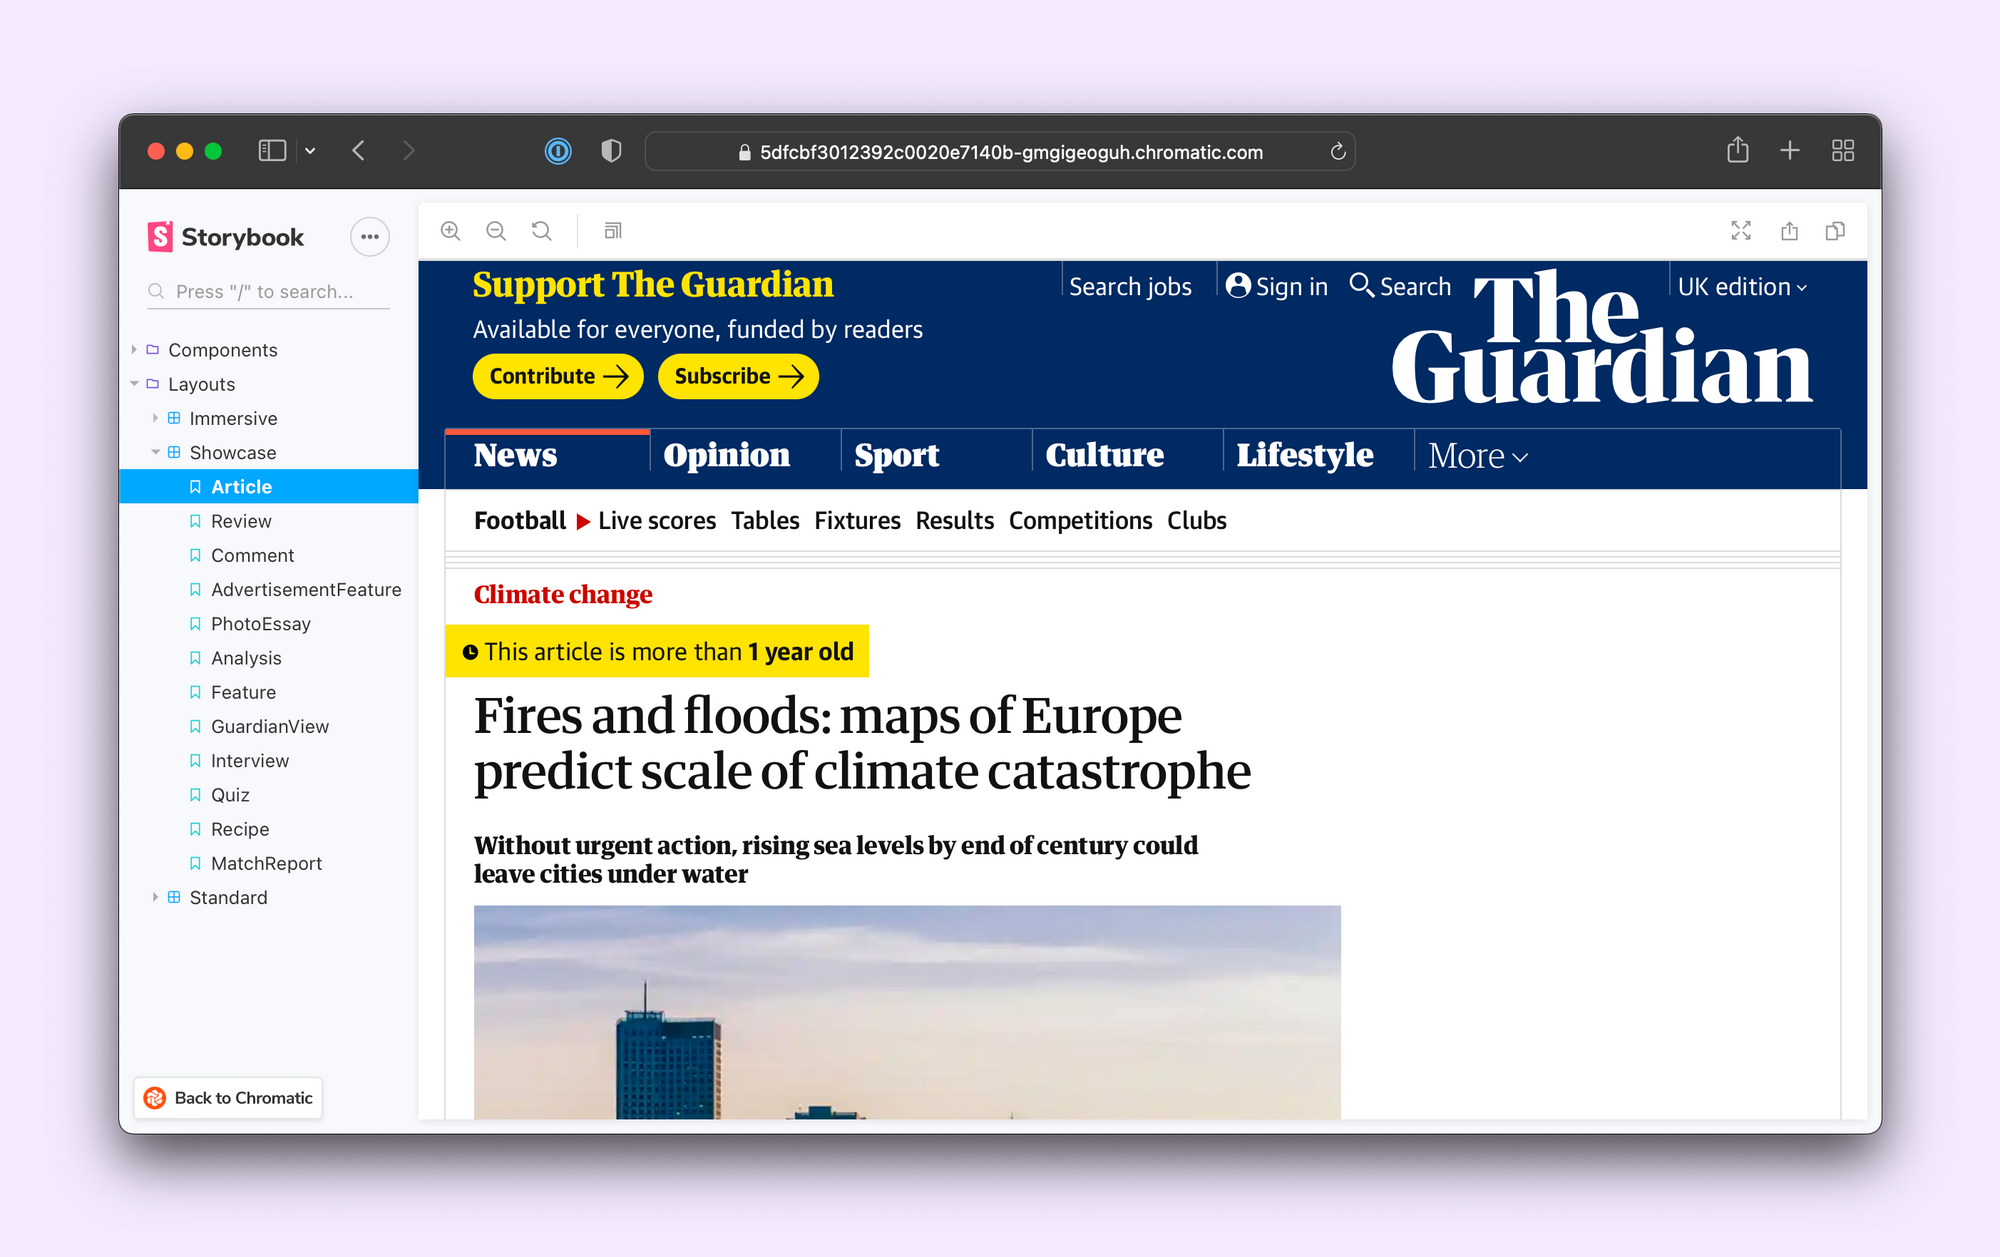 5dfcbf3012392c0020e7140b-gmgigeoguh.chromatic.com
Storybook
Press "/" to search...
Components
Layouts
Immersive
Showcase
Article
Review
Comment
AdvertisementFeature
PhotoEssay
Analysis
Feature
GuardianView
Interview
Quiz
Recipe
MatchReport
Standard
Back to Chromatic
Support The Guardian
Available for everyone, funded by readers
Contribute
Subscribe
Search jobs
Sign in
Search
UK edition
The
Guardian
News
Opinion
Sport
Culture
Lifestyle
More
Football Live scores Tables Fixtures Results Competitions Clubs
Climate change
This article is more than 1 year old
Fires and floods: maps of Europe
predict scale of climate catastrophe
Without urgent action, rising sea levels by end of century could
leave cities under water